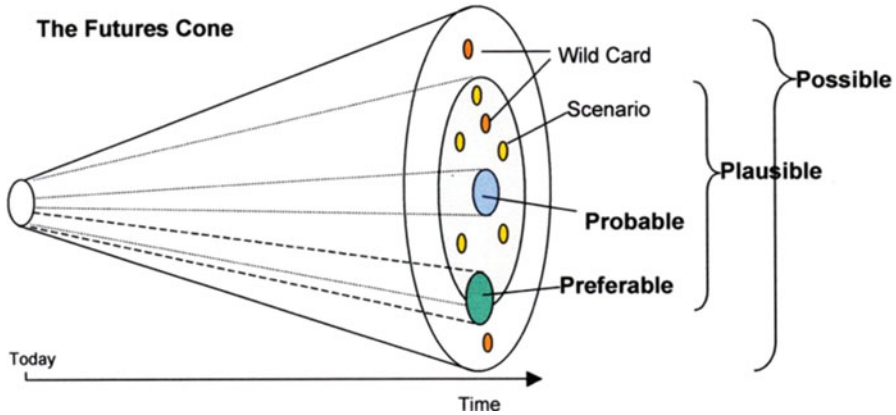 The Futures Cone
Wild Card
Possible
Scenario
Plausible
Probable
Preferable
Today
Time